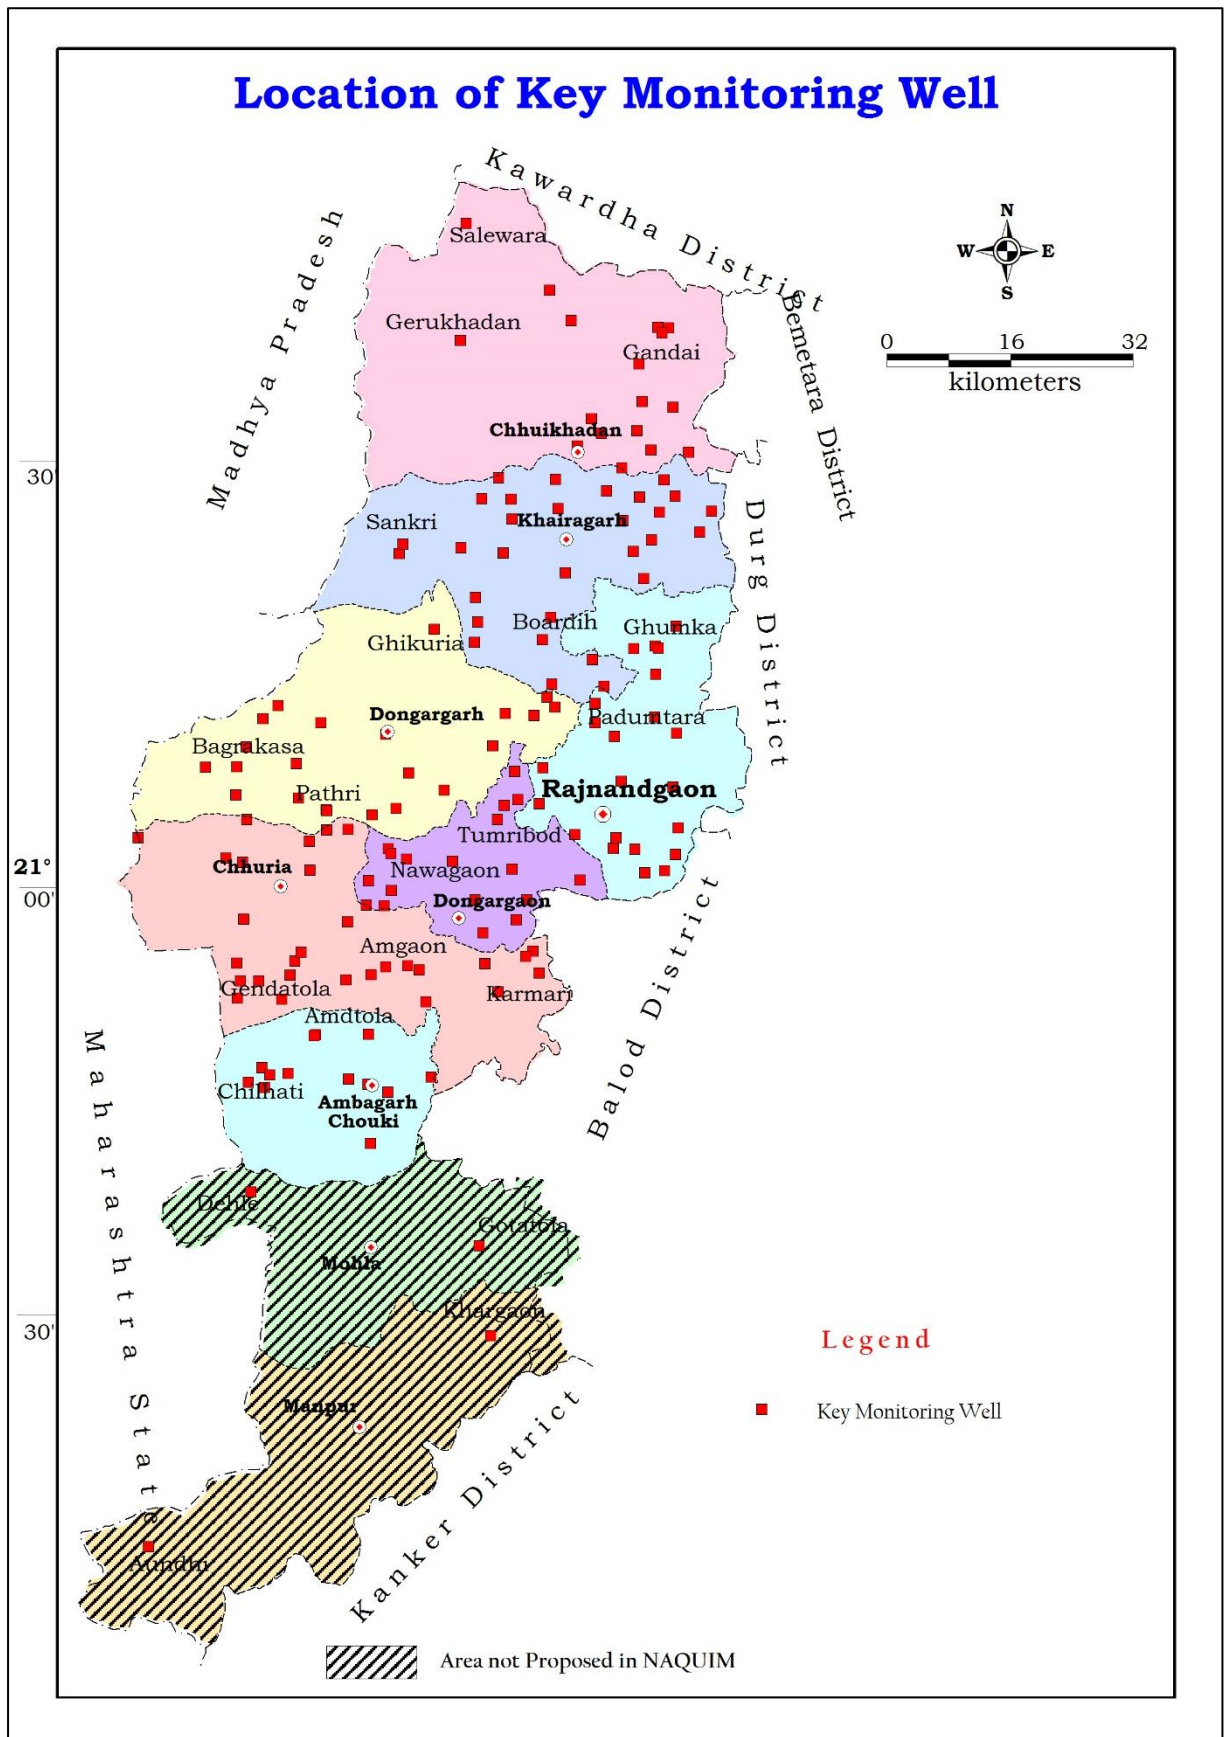 Location of Key Monitoring Well
Kawardha District
Madhya Pradesh
Bemetara District
N
W
E
S
0 16 32
kilometers
Salewara
Gerukhadan
Gandai
Chhuikhadan
30'
Sankri
Khairagarh
Durg District
Boardih
Ghumka
Ghikuria
Dongargarh
Padumtara
Bagrakasa
Pathri
Rajnandgaon
Tumribod
21°
00'
Chhuria
Nawagaon
Dongargaon
Amgaon
Gendatola
Karmari
Amdtola
Balod District
Maharashtra State
Chilhati
Ambagarh
Chouki
Dehle
Gotatola
Mohla
Khargaon
30'
Legend
Key Monitoring Well
Manpur
Kanker District
Aundhi
Area not Proposed in NAQUIM